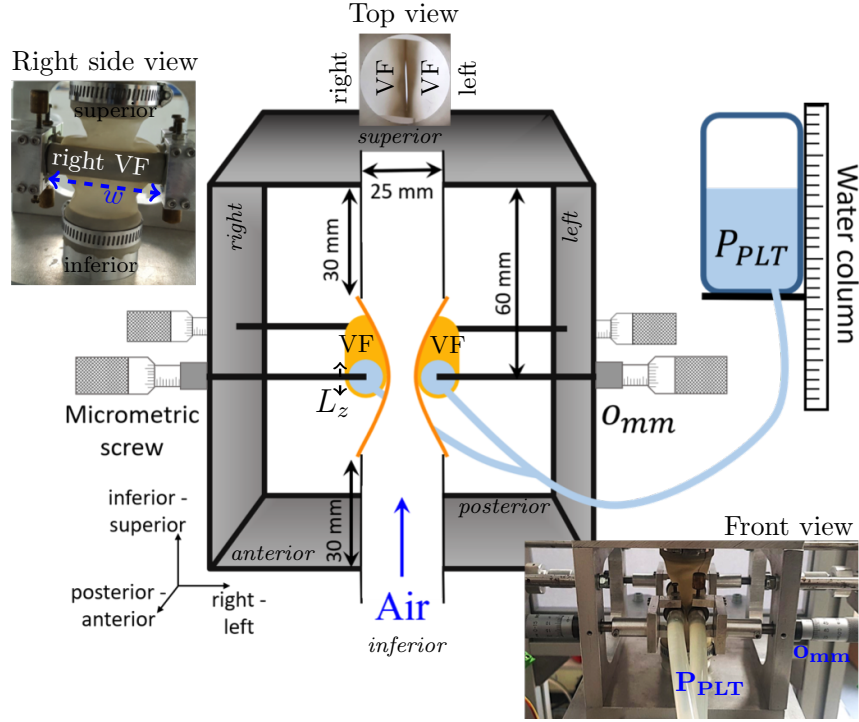 Top view
Right side view
right
VF
VF
left
superior
right VF
w
inferior
superior
25 mm
right
left
30 mm
60 mm
P_PLT
Water column
VF
VF
L_z
Micrometric
screw
o_mm
inferior -
superior
posterior -
anterior
right -
left
30 mm
anterior
posterior
Air
inferior
Front view
o_mm
P_PLT